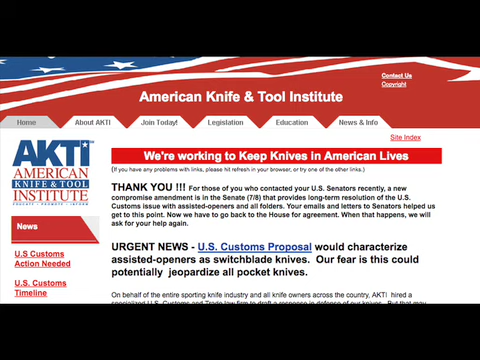 Contact Us
Copyright
American Knife & Tool Institute
Home About AKTI Join Today! Legislation Education News & Info
Site Index
AKTI
AMERICAN
KNIFE & TOOL
INSTITUTE
EDUCATE · PROMOTE · INFORM
We're working to Keep Knives in American Lives
(If you have any problems with links, please hit refresh in your browser, or try one of the other links.)
THANK YOU !!! For those of you who contacted your U.S. Senators recently, a new
compromise amendment is in the Senate (7/8) that provides long-term resolution of the U.S.
Customs issue with assisted-openers and all folders. Your emails and letters to Senators helped us
get to this point. Now we have to go back to the House for agreement. When that happens, we will
ask for your help again.
News
U.S Customs
Action Needed
U.S. Customs
Timeline
URGENT NEWS - U.S. Customs Proposal would characterize
assisted-openers as switchblade knives. Our fear is this could
potentially jeopardize all pocket knives.
On behalf of the entire sporting knife industry and all knife owners across the country, AKTI hired a
specialized U.S. Customs and Trade law firm to draft a response in defense of our knives. But that may